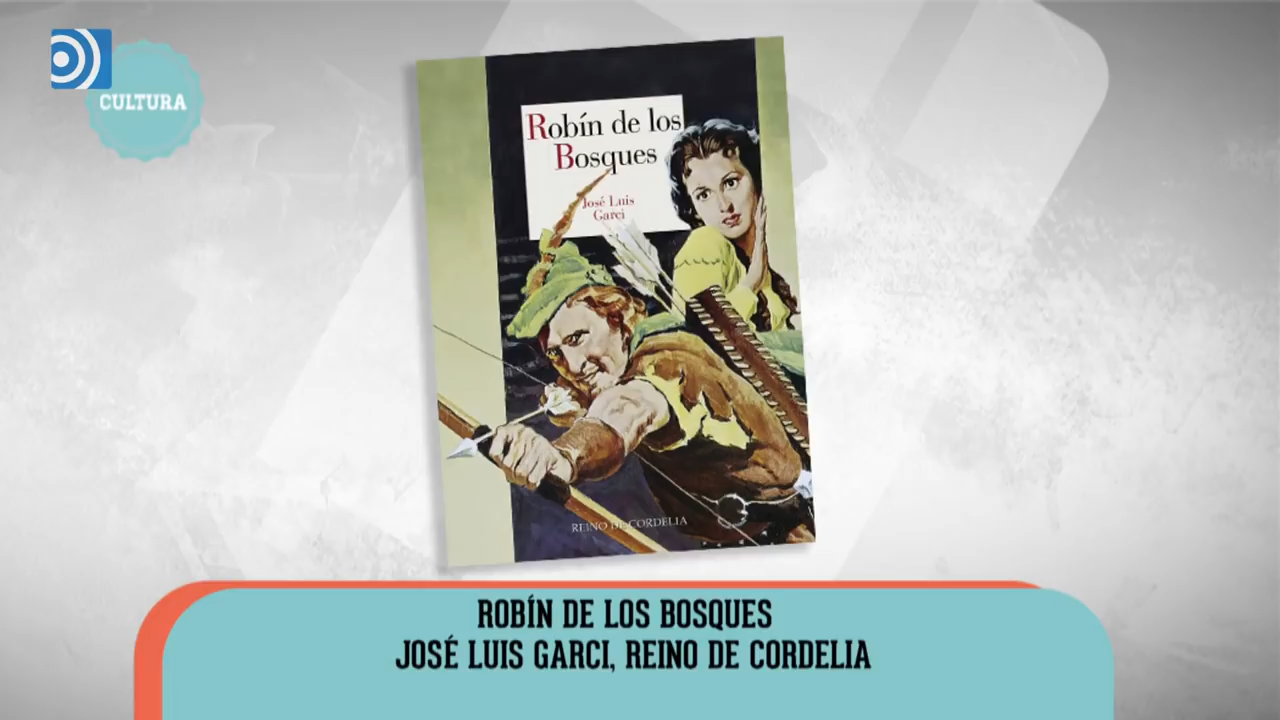 CULTURA
Robín de los
Bosques
José Luis
Garci
REINO DE CORDELIA
ROBÍN DE LOS BOSQUES
JOSÉ LUIS GARCI, REINO DE CORDELIA